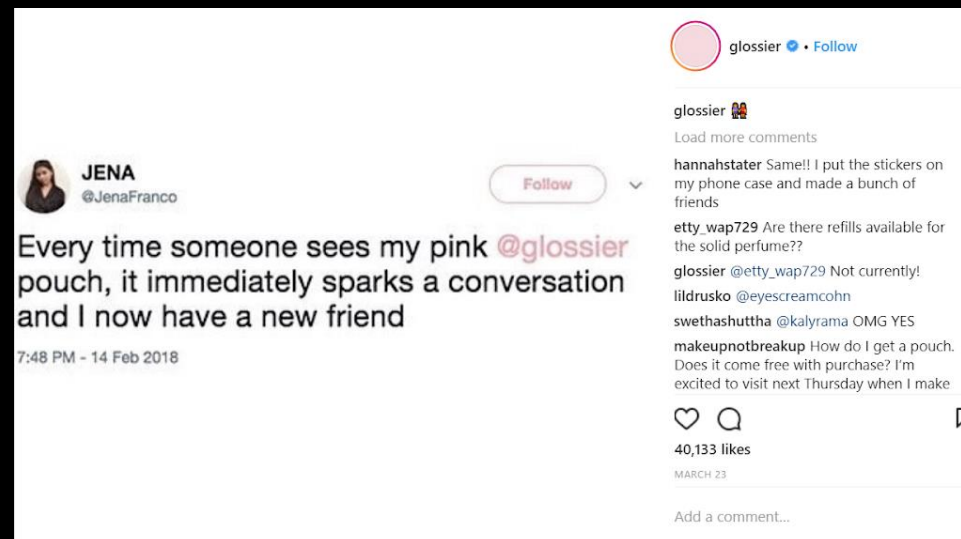 JENA
@JenaFranco
Follow
Every time someone sees my pink @glossier
pouch, it immediately sparks a conversation
and I now have a new friend
7:48 PM - 14 Feb 2018
glossier • Follow
glossier 👭
Load more comments
hannahstater Same!! I put the stickers on
my phone case and made a bunch of
friends
etty_wap729 Are there refills available for
the solid perfume??
glossier @etty_wap729 Not currently!
lildrusko @eyescreamcohn
swethashuttha @kalyrama OMG YES
makeupnotbreakup How do I get a pouch.
Does it come free with purchase? I'm
excited to visit next Thursday when I make
40,133 likes
MARCH 23
Add a comment...